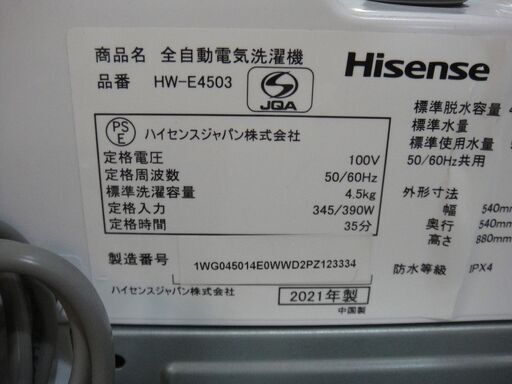 商品名 全自動電気洗濯機
品番 HW-E4503
S
JQA
Hisense
PS
E
ハイセンスジャパン株式会社
定格電圧 100V
定格周波数 50/60Hz
標準洗濯容量 4.5kg
定格入力 345/390W
定格時間 35分
製造番号 1WG045014E0WWD2PZ123334
ハイセンスジャパン株式会社
2021年製
中国製
標準脱水容量
標準水量
標準使用水量
50/60Hz共用
外形寸法
幅 540mm
奥行 540mm
高さ 880mm
防水等級 IPX4